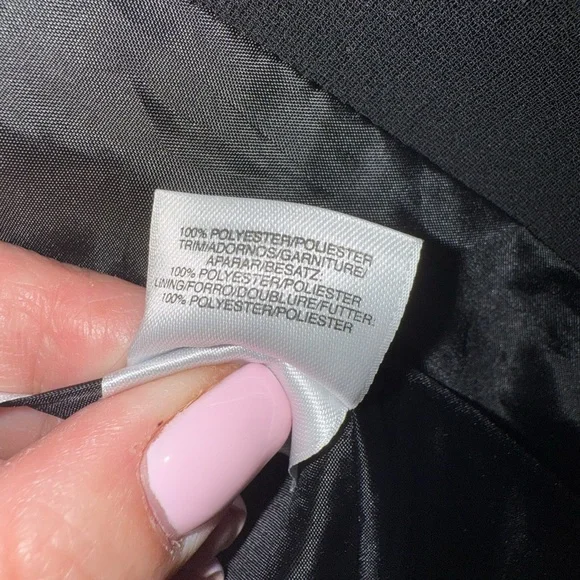 100% POLYESTER/POLIESTER
TRIM/ADORNOS/GARNITURE/
APARAR/BESATZ:
100% POLYESTER/POLIESTER
LINING/FORRO/DOUBLURE/FUTTER:
100% POLYESTER/POLIESTER